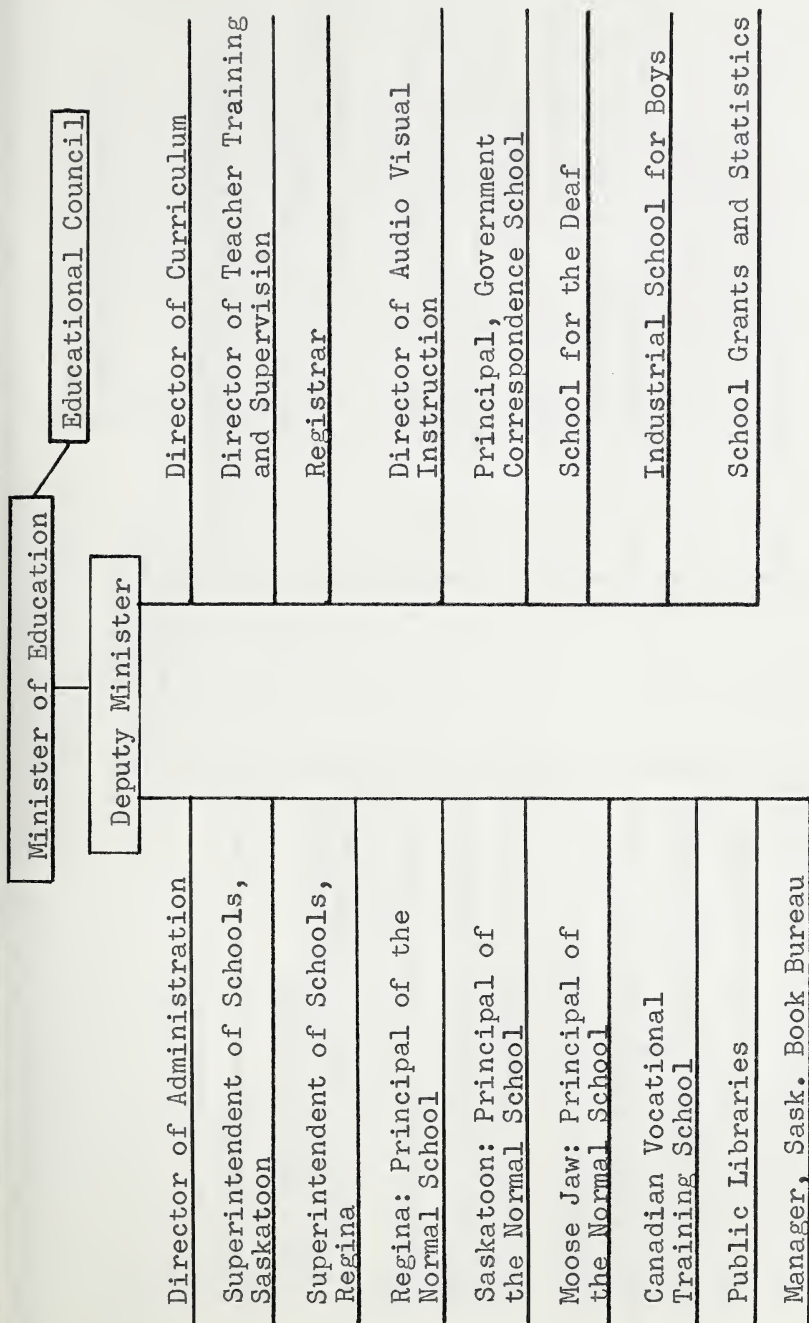 Minister of Education
Educational Council
Deputy Minister
Director of Administration
Superintendent of Schools,
Saskatoon
Superintendent of Schools,
Regina
Regina: Principal of the
Normal School
Saskatoon: Principal of
the Normal School
Moose Jaw: Principal of
the Normal School
Canadian Vocational
Training School
Public Libraries
Manager, Sask. Book Bureau
Director of Curriculum
Director of Teacher Training
and Supervision
Registrar
Director of Audio Visual
Instruction
Principal, Government
Correspondence School
School for the Deaf
Industrial School for Boys
School Grants and Statistics